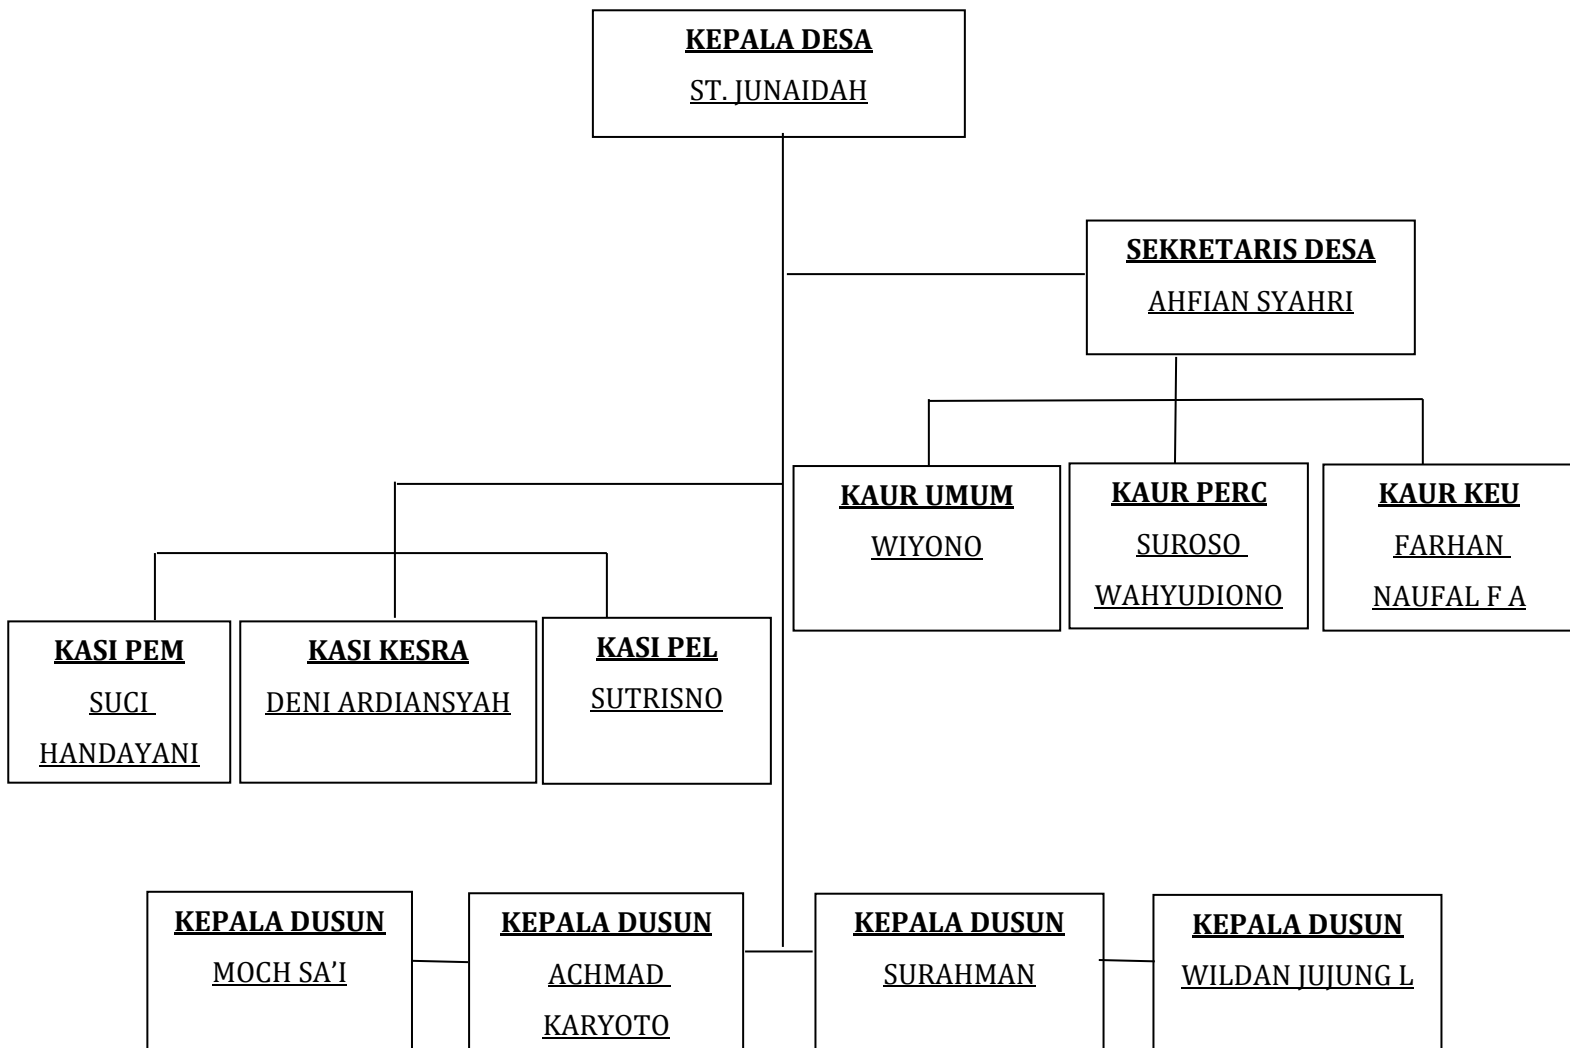 KEPALA DESA
ST. JUNAIDAH
SEKRETARIS DESA
AHFIAN SYAHRI
KAUR UMUM
WIYONO
KAUR PERC
SUROSO
WAHYUDIONO
KAUR KEU
FARHAN
NAUFAL F A
KASI PEM
SUCI
HANDAYANI
KASI KESRA
DENI ARDIANSYAH
KASI PEL
SUTRISNO
KEPALA DUSUN
MOCH SA’I
KEPALA DUSUN
ACHMAD
KARYOTO
KEPALA DUSUN
SURAHMAN
KEPALA DUSUN
WILDAN JUJUNG L